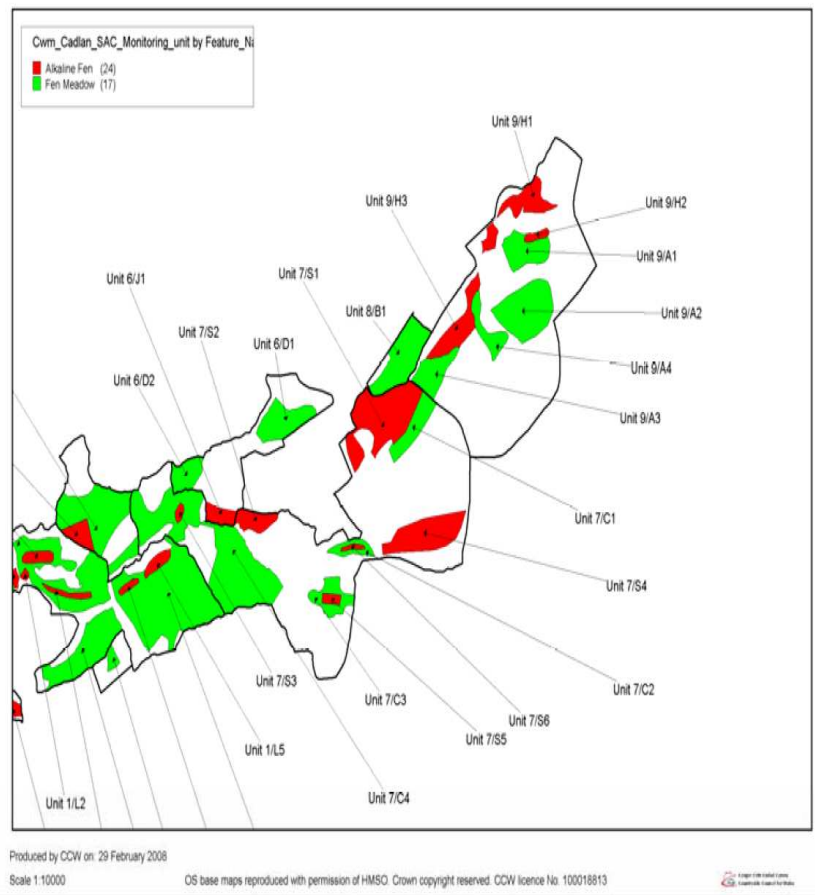 Cwm_Cadlan_SAC_Monitoring_unit by Feature_Na
Alkaline Fen (24)
Fen Meadow (17)
Unit 9/H1
Unit 9/H3
Unit 9/H2
Unit 9/A1
Unit 6/J1
Unit 7/S1
Unit 8/B1
Unit 9/A2
Unit 7/S2
Unit 6/D1
Unit 9/A4
Unit 6/D2
Unit 9/A3
Unit 7/C1
Unit 7/S4
Unit 7/S3
Unit 7/C2
Unit 7/C3
Unit 7/S6
Unit 7/S5
Unit 1/L5
Unit 1/L2
Unit 7/C4
Produced by CCW on: 29 February 2008
Scale 1:10000
OS base maps reproduced with permission of HMSO. Crown copyright reserved. CCW licence No. 100018813